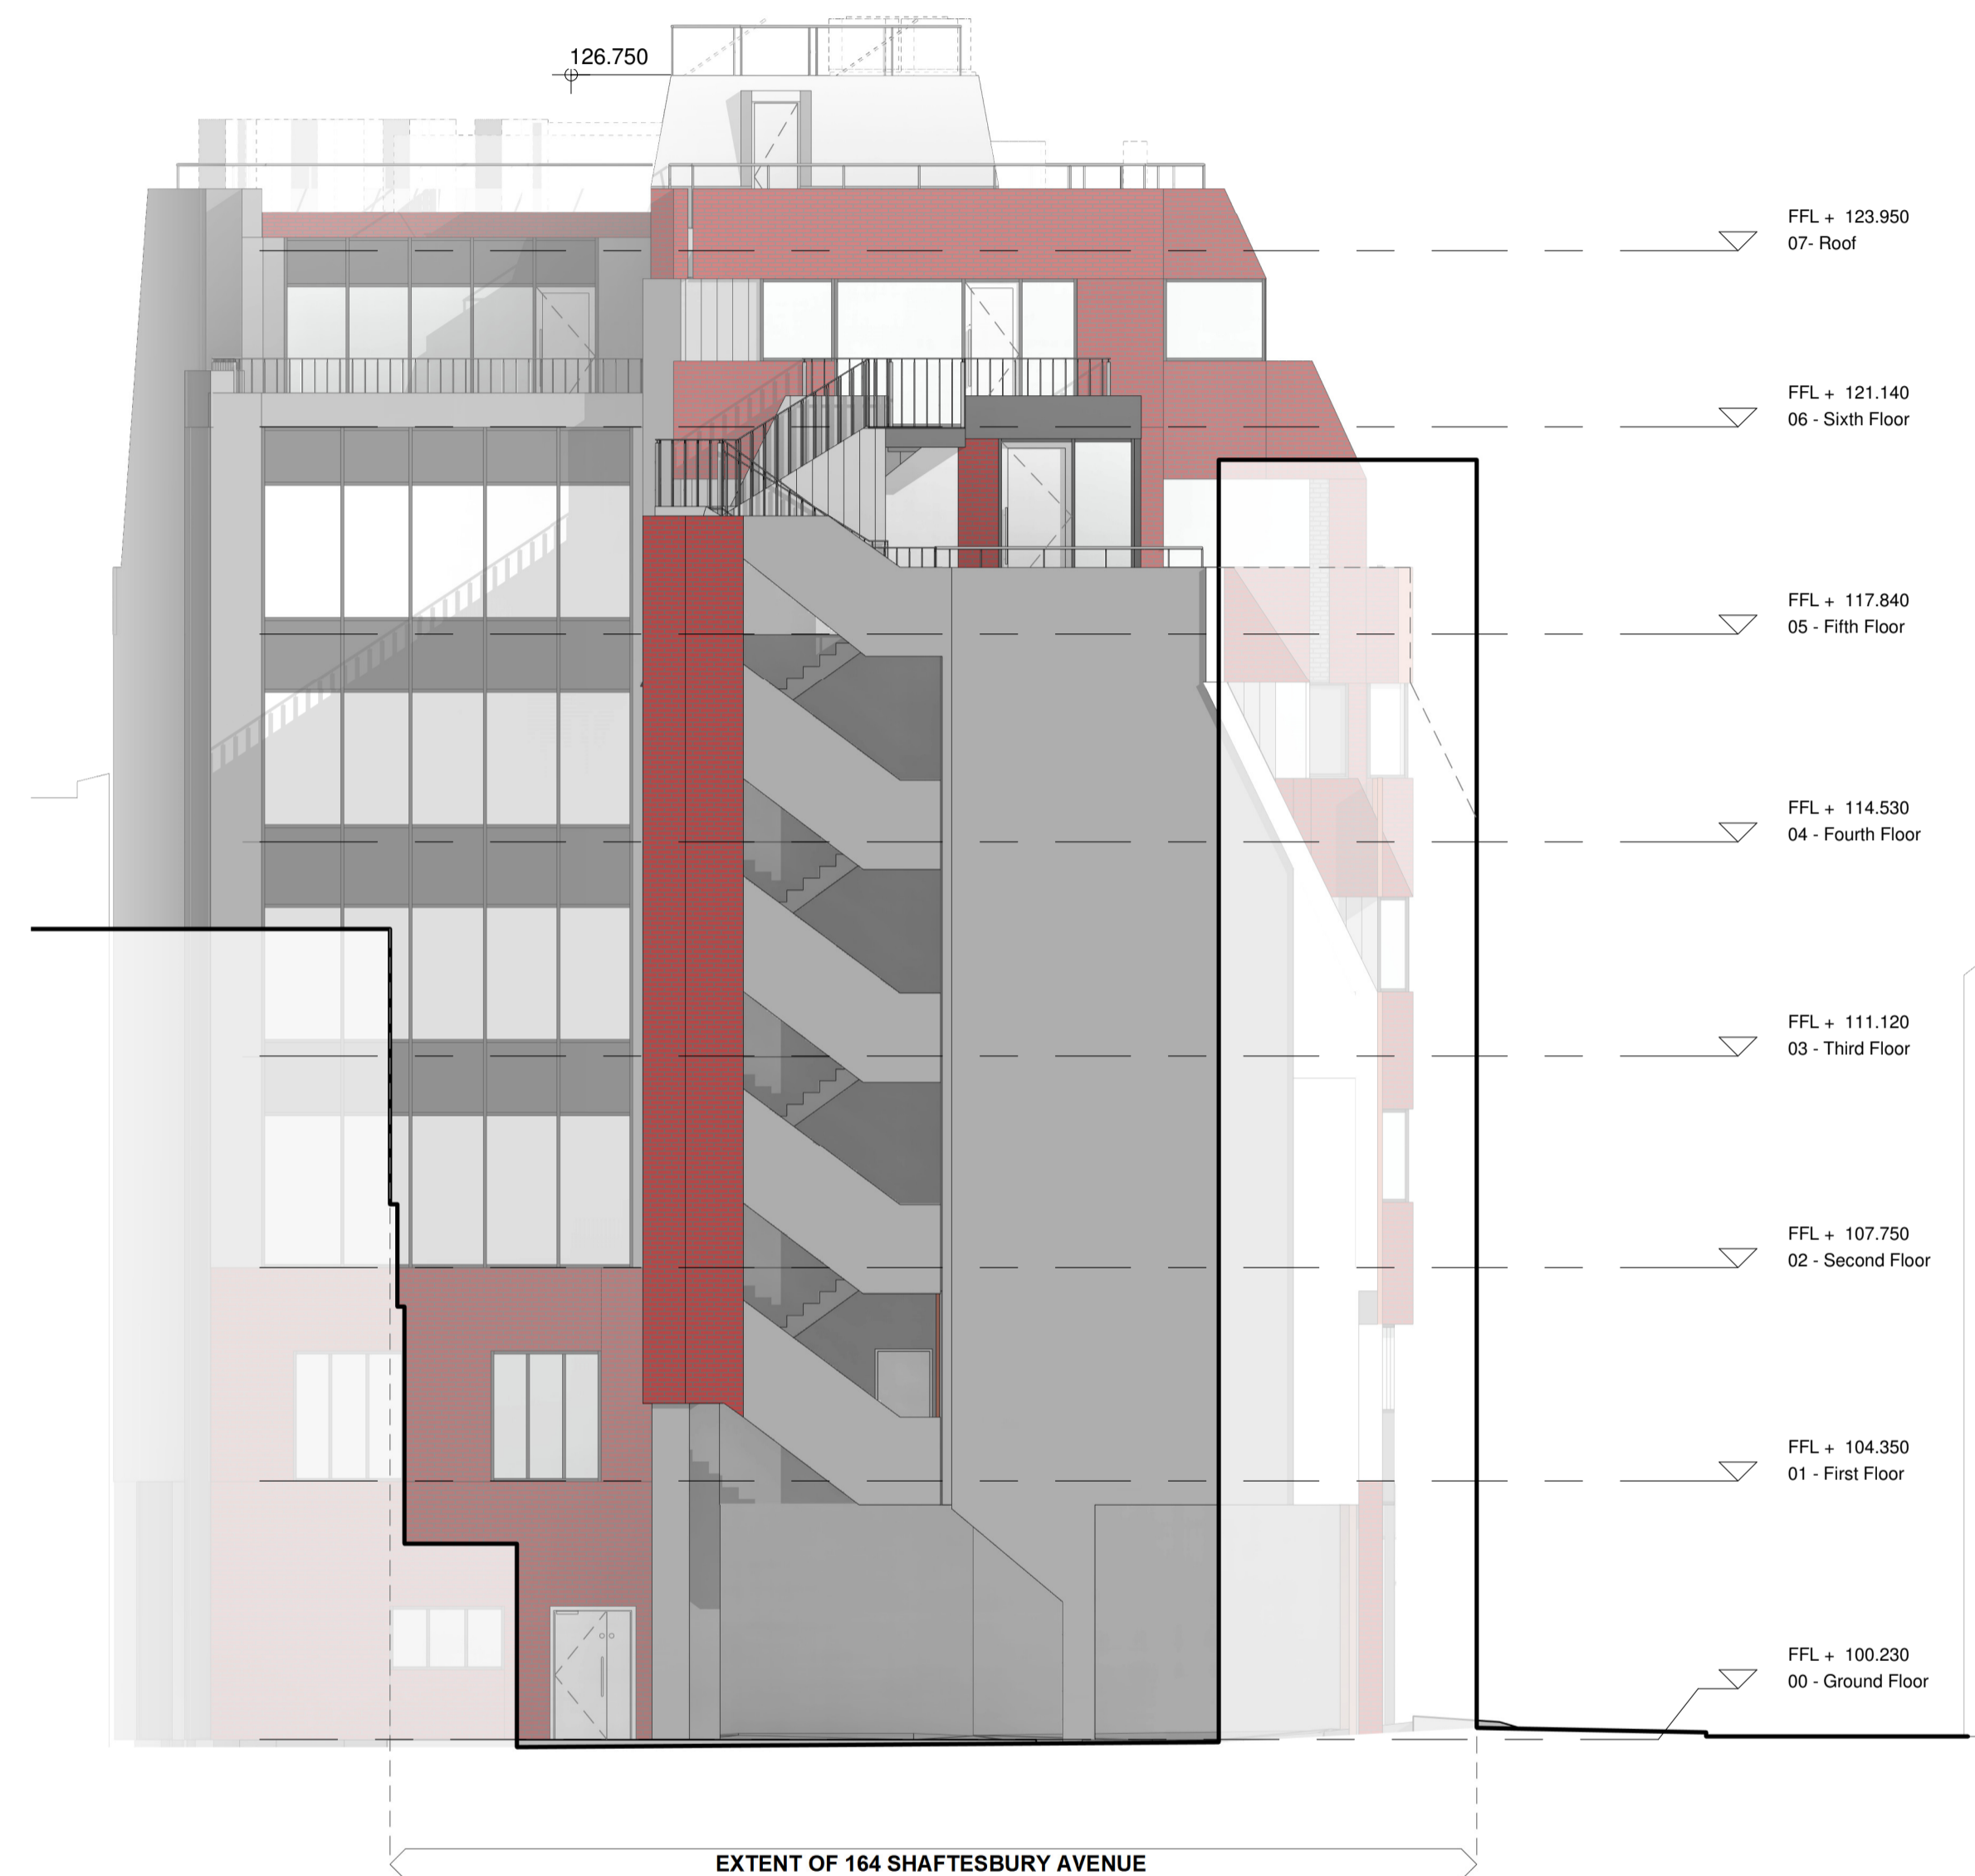 126.750
FFL + 123.950
07- Roof
FFL + 121.140
06 - Sixth Floor
FFL + 117.840
05 - Fifth Floor
FFL + 114.530
04 - Fourth Floor
FFL + 111.120
03 - Third Floor
FFL + 107.750
02 - Second Floor
FFL + 104.350
01 - First Floor
FFL + 100.230
00 - Ground Floor
EXTENT OF 164 SHAFTESBURY AVENUE